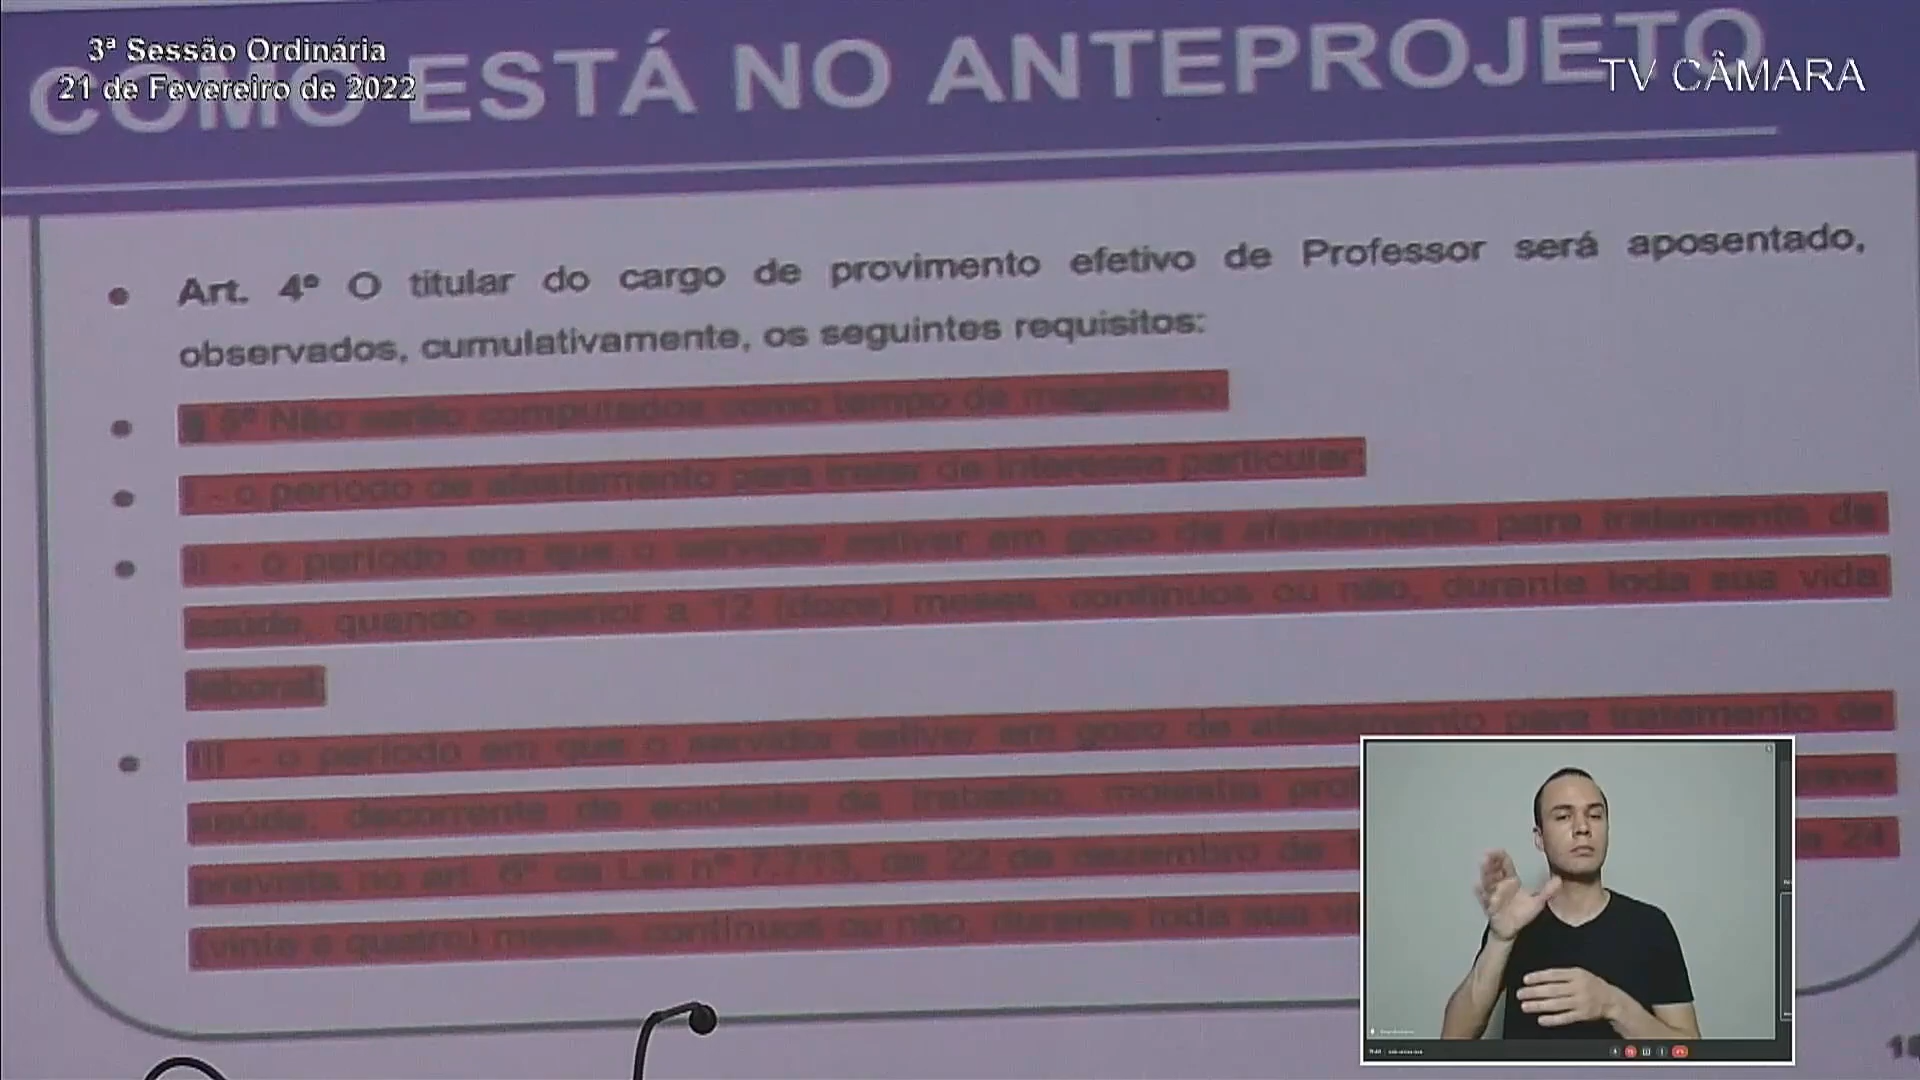 3ª Sessão Ordinária
21 de Fevereiro de 2022
TV CÂMARA
COMO ESTÁ NO ANTEPROJETO
Art. 4º O titular do cargo de provimento efetivo de Professor será aposentado,
observados, cumulativamente, os seguintes requisitos:
§ 5º Não serão computados como tempo de magistério:
I - o período de afastamento para tratar de interesse particular;
II - o período em que o servidor estiver em gozo de afastamento para tratamento de
saúde, quando superior a 12 (doze) meses, contínuos ou não, durante toda sua vida
laboral;
III - o período em que o servidor estiver em gozo de afastamento para tratamento de
saúde, decorrente de acidente de trabalho, moléstia
prevista no art. 6º da Lei nº 7.713, de 22 de dezembro de 24
(vinte e quatro) meses, contínuos ou não, durante toda sua